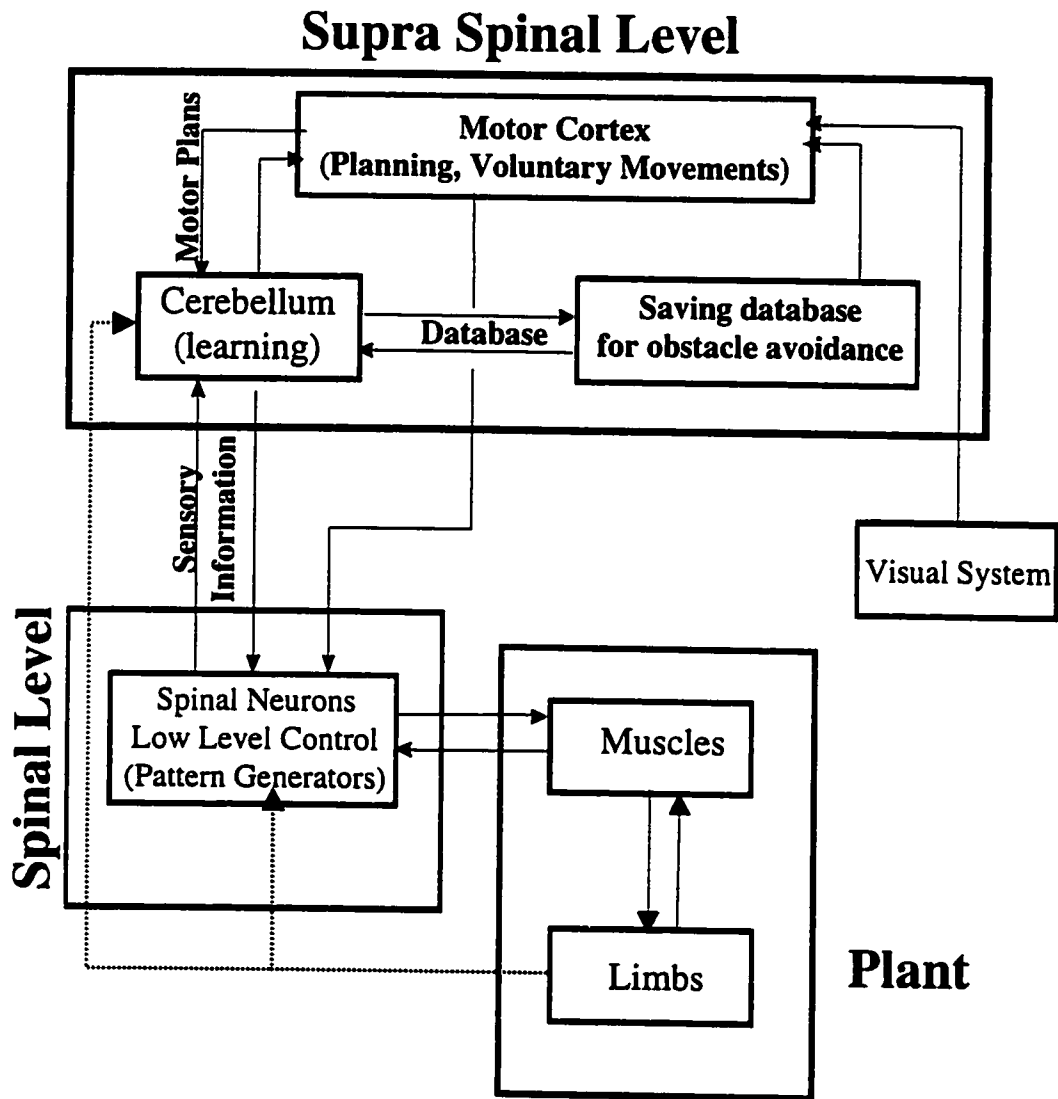 Supra Spinal Level
Motor Plans
Motor Cortex
(Planning, Voluntary Movements)
Cerebellum
(learning)
Database
Saving database
for obstacle avoidance
Sensory
Information
Visual System
Spinal Level
Spinal Neurons
Low Level Control
(Pattern Generators)
Muscles
Limbs
Plant